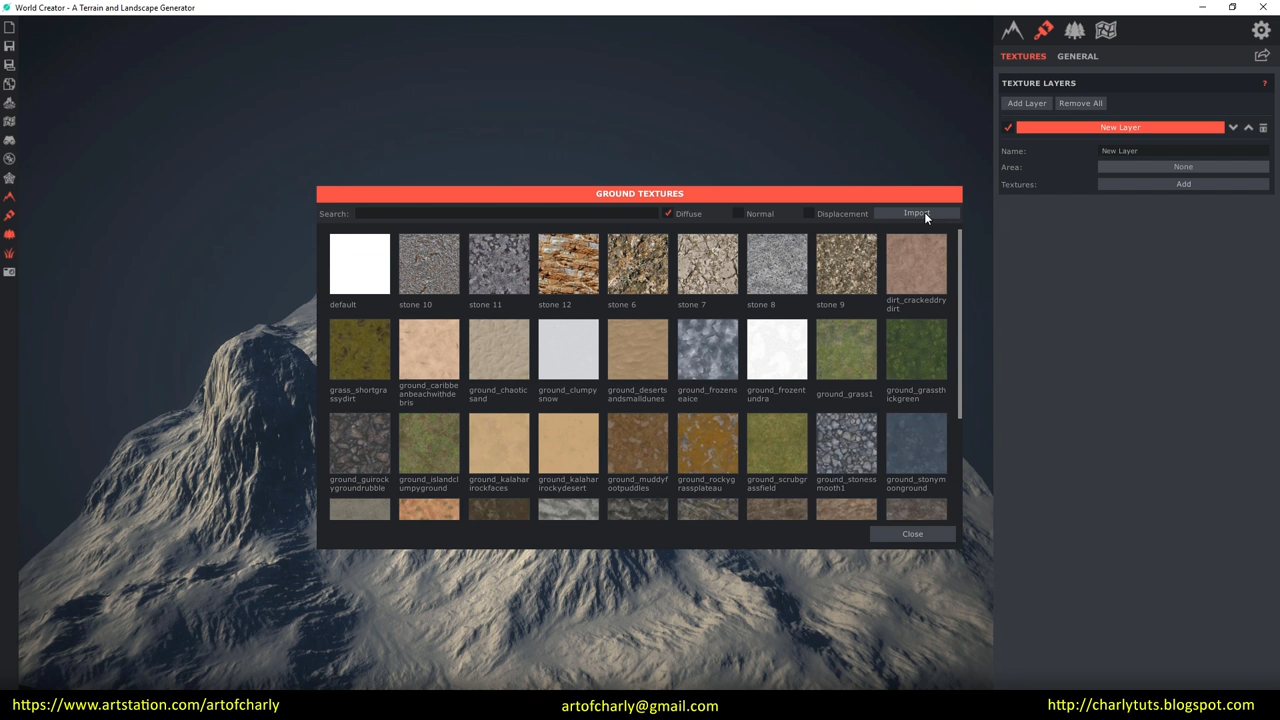 World Creator - A Terrain and Landscape Generator
TEXTURES GENERAL
TEXTURE LAYERS ?
Add Layer Remove All
New Layer
Name: New Layer
Area: None
Textures: Add
GROUND TEXTURES
Search: Diffuse Normal Displacement Import
default stone 10 stone 11 stone 12 stone 6 stone 7 stone 8 stone 9 dirt_crackeddry
dirt
grass_shortgra
ssydirt
ground_caribbe
anbeachwithde
bris
ground_chaotic
sand
ground_clumpy
snow
ground_deserts
andsmalldunes
ground_frozens
eaice
ground_frozent
undra
ground_grass1
ground_grassth
ickgreen
ground_guirock
ygroundrubble
ground_islandcl
umpyground
ground_kalahar
irockfaces
ground_kalahar
irockydesert
ground_muddyf
ootpuddles
ground_rockyg
rassplateau
ground_scrubgr
assfield
ground_stoness
mooth1
ground_stonym
oonground
Close
https://www.artstation.com/artofcharly
artofcharly@gmail.com
http://charlytuts.blogspot.com